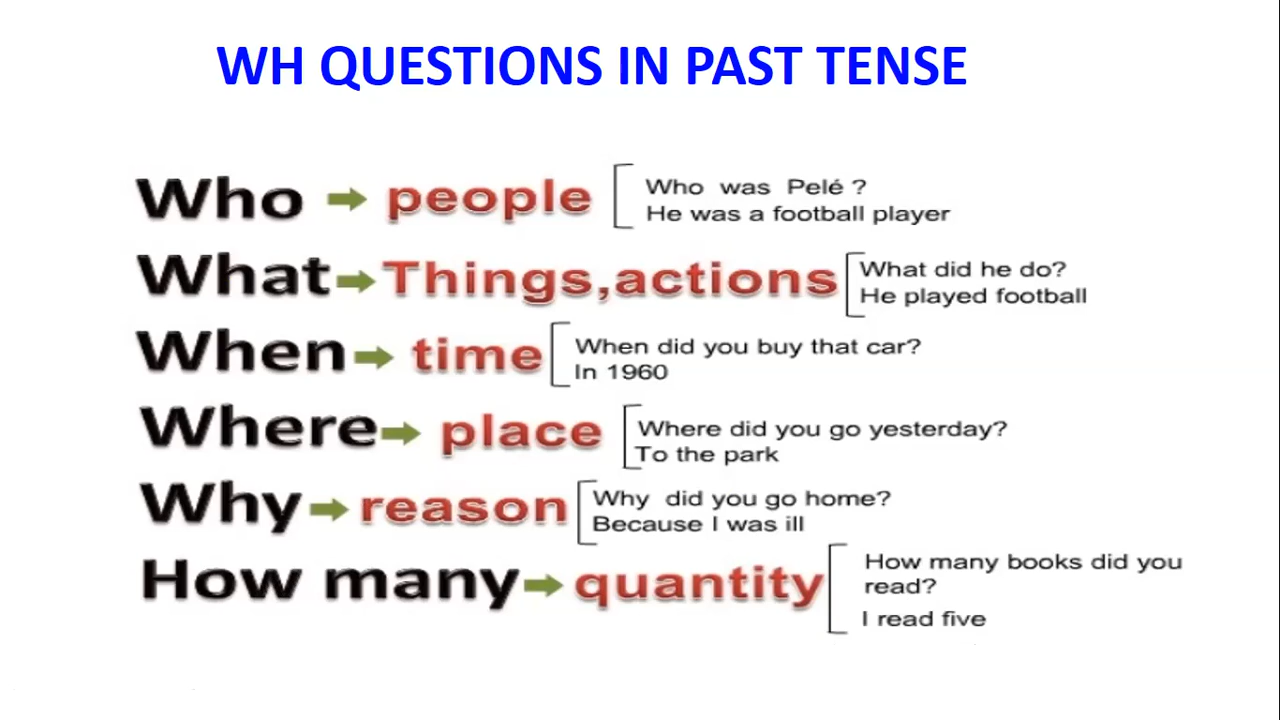 WH QUESTIONS IN PAST TENSE
Who people Who was Pelé ?
He was a football player
What Things,actions What did he do?
He played football
When time When did you buy that car?
In 1960
Where place Where did you go yesterday?
To the park
Why reason Why did you go home?
Because I was ill
How many quantity How many books did you
read?
I read five